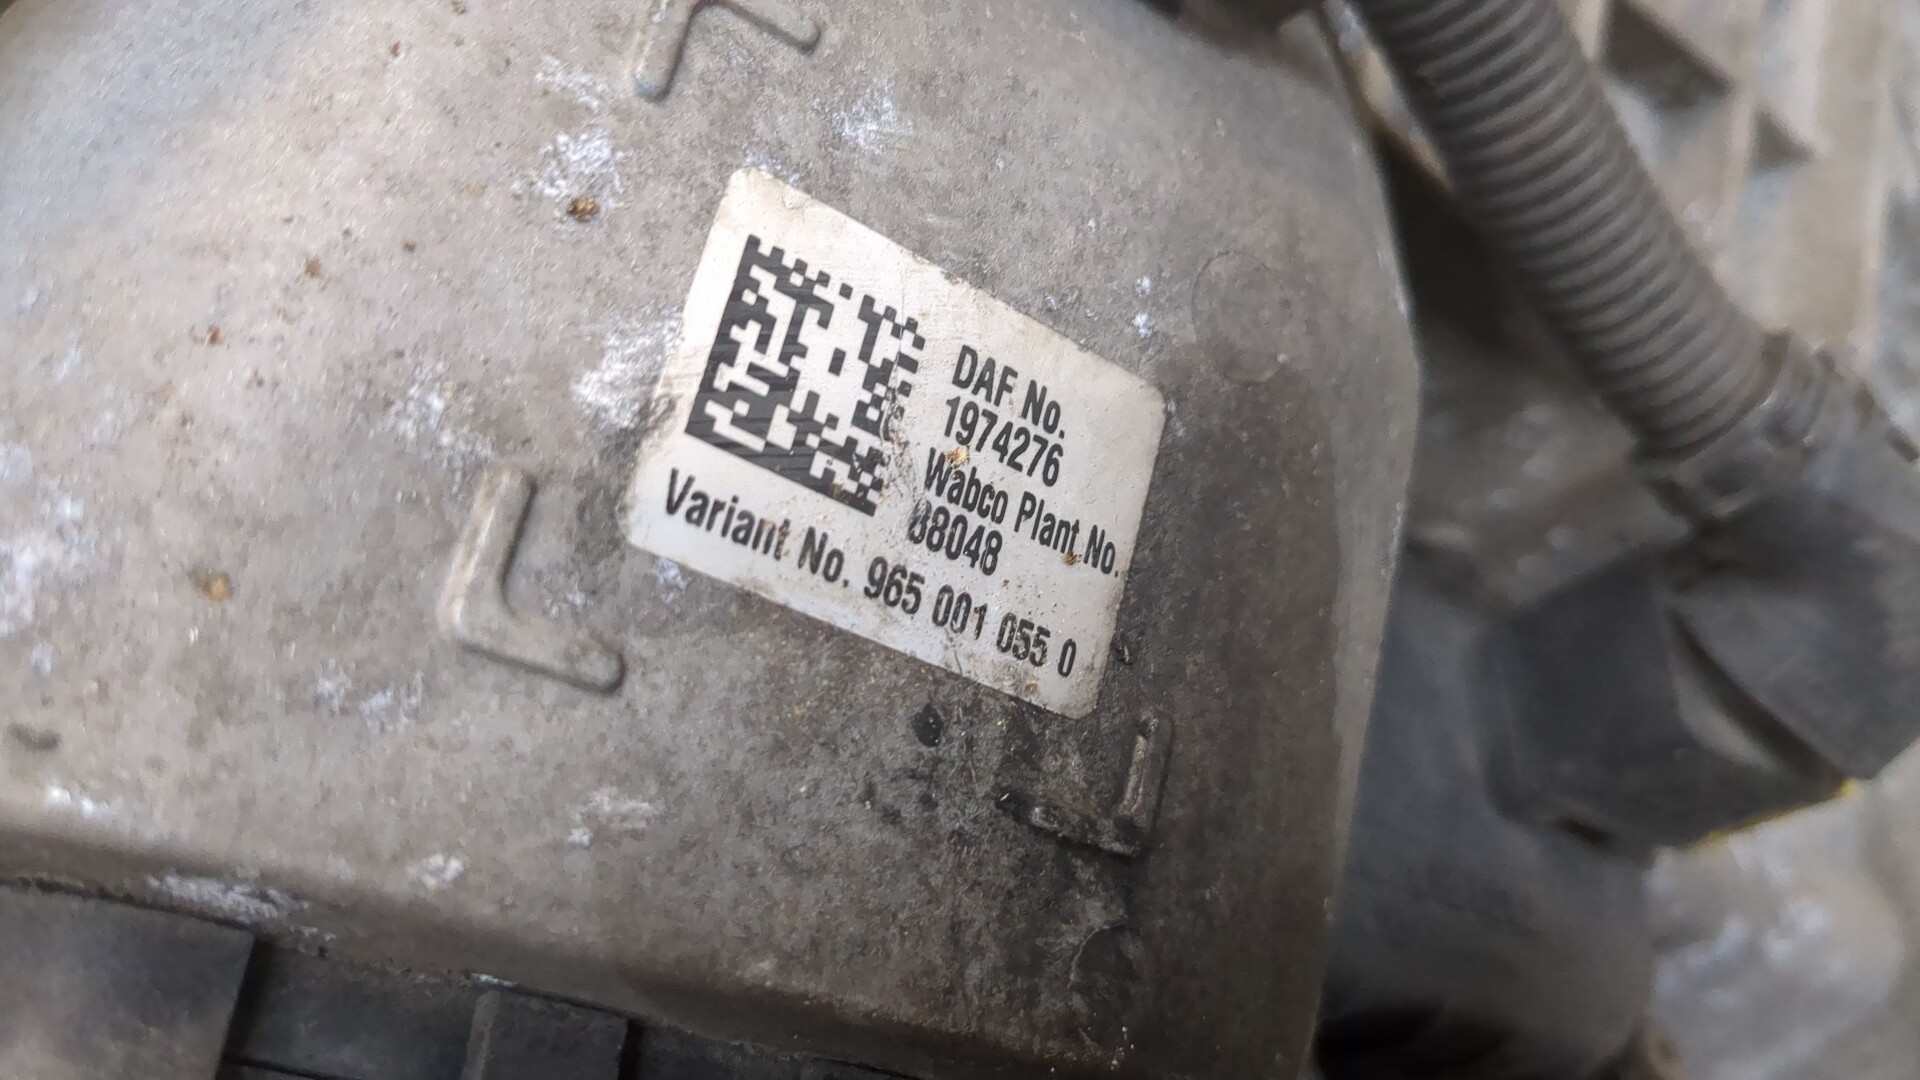 DAF No.
1974276
Wabco Plant No.
88048
Variant No. 965 001 055 0